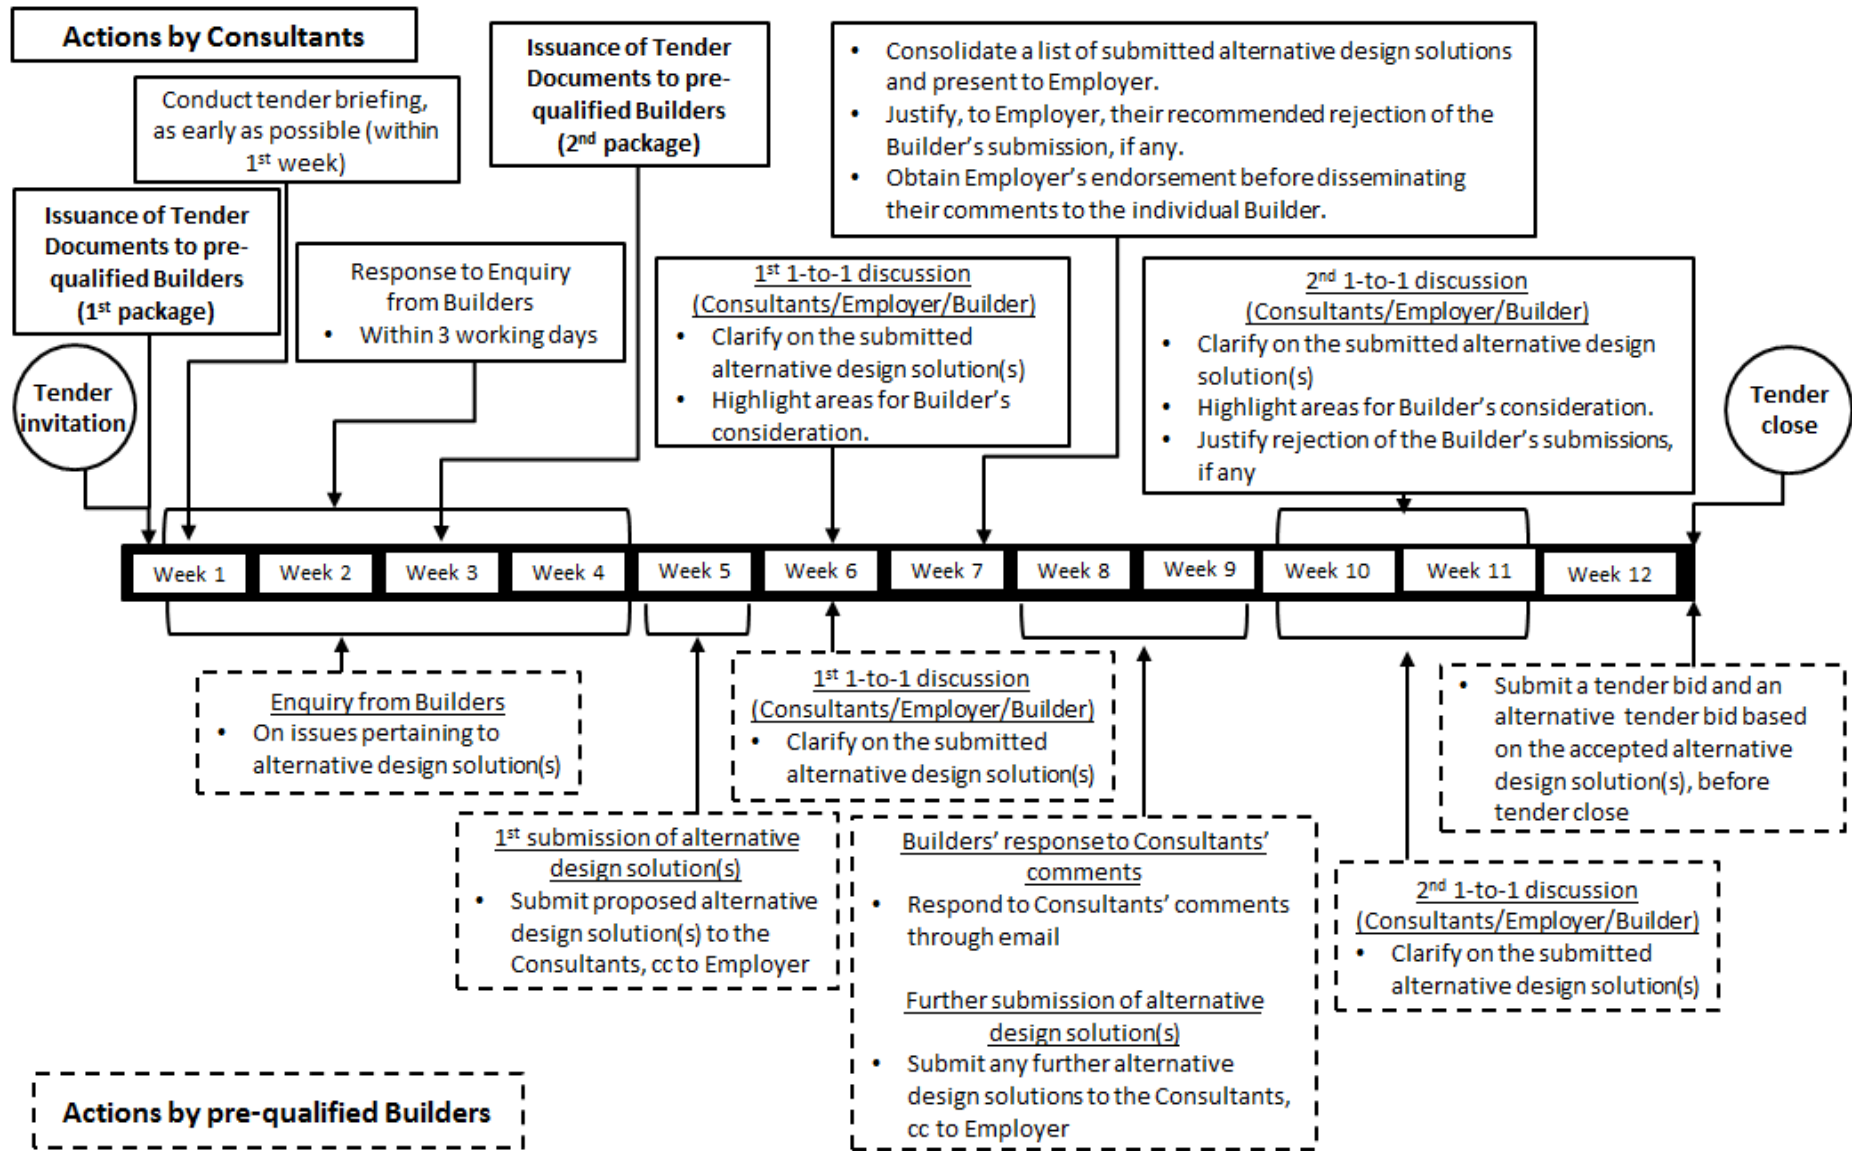 Actions by Consultants
Conduct tender briefing,
as early as possible (within
1st week)
Issuance of Tender
Documents to pre-
qualified Builders
(2nd package)
• Consolidate a list of submitted alternative design solutions
and present to Employer.
• Justify, to Employer, their recommended rejection of the
Builder's submission, if any.
• Obtain Employer's endorsement before disseminating
their comments to the individual Builder.
Issuance of Tender
Documents to pre-
qualified Builders
(1st package)
Response to Enquiry
from Builders
• Within 3 working days
1st 1-to-1 discussion
(Consultants/Employer/Builder)
• Clarify on the submitted
alternative design solution(s)
• Highlight areas for Builder's
consideration.
2nd 1-to-1 discussion
(Consultants/Employer/Builder)
• Clarify on the submitted alternative design
solution(s)
• Highlight areas for Builder's consideration.
• Justify rejection of the Builder's submissions,
if any
Tender
invitation
Tender
close
Week 1
Week 2
Week 3
Week 4
Week 5
Week 6
Week 7
Week 8
Week 9
Week 10
Week 11
Week 12
Enquiry from Builders
• On issues pertaining to
alternative design solution(s)
1st submission of alternative
design solution(s)
• Submit proposed alternative
design solution(s) to the
Consultants, cc to Employer
1st 1-to-1 discussion
(Consultants/Employer/Builder)
• Clarify on the submitted
alternative design solution(s)
Builders' response to Consultants'
comments
• Respond to Consultants' comments
through email
Further submission of alternative
design solution(s)
• Submit any further alternative
design solutions to the Consultants,
cc to Employer
2nd 1-to-1 discussion
(Consultants/Employer/Builder)
• Clarify on the submitted
alternative design solution(s)
• Submit a tender bid and an
alternative tender bid based
on the accepted alternative
design solution(s), before
tender close
Actions by pre-qualified Builders